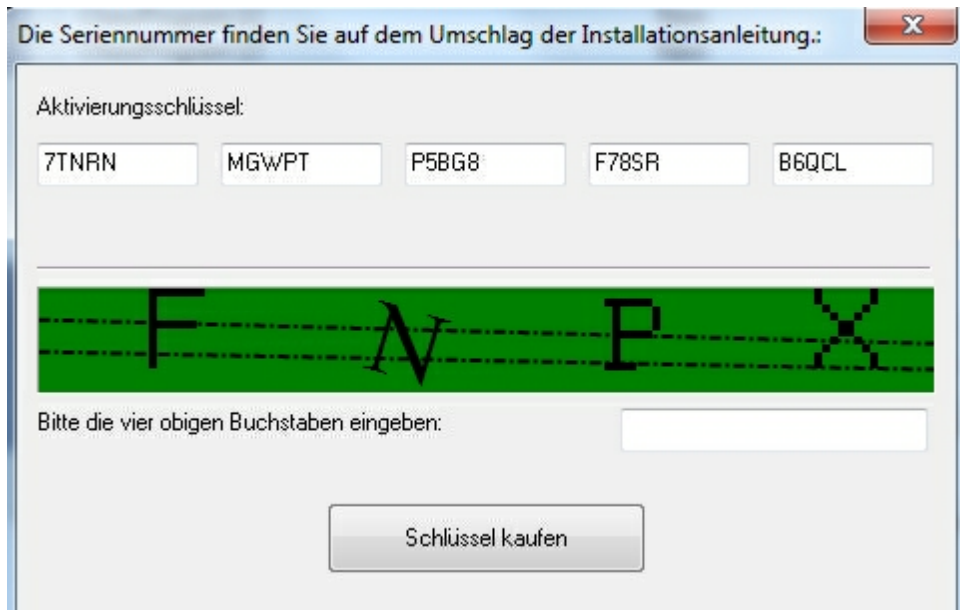 Die Seriennummer finden Sie auf dem Umschlag der Installationsanleitung.:
Aktivierungsschlüssel:
7TNRN MGWPT P5BG8 F78SR B6QCL
F N P X
Bitte die vier obigen Buchstaben eingeben:
Schlüssel kaufen